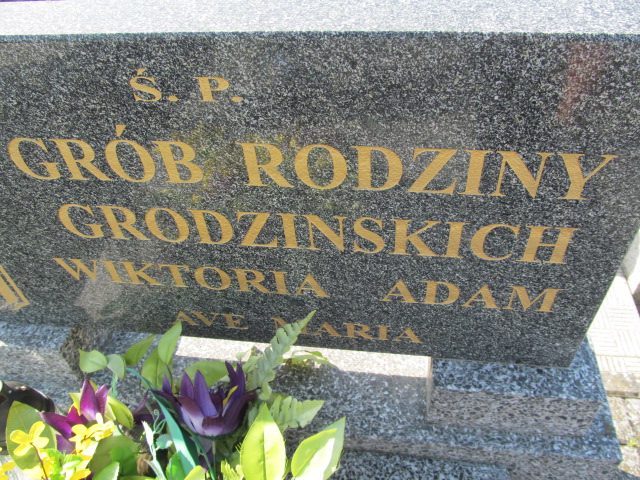 Ś. P.
GRÓB RODZINY
GRODZINSKICH
WIKTORIA ADAM
AVE MARIA